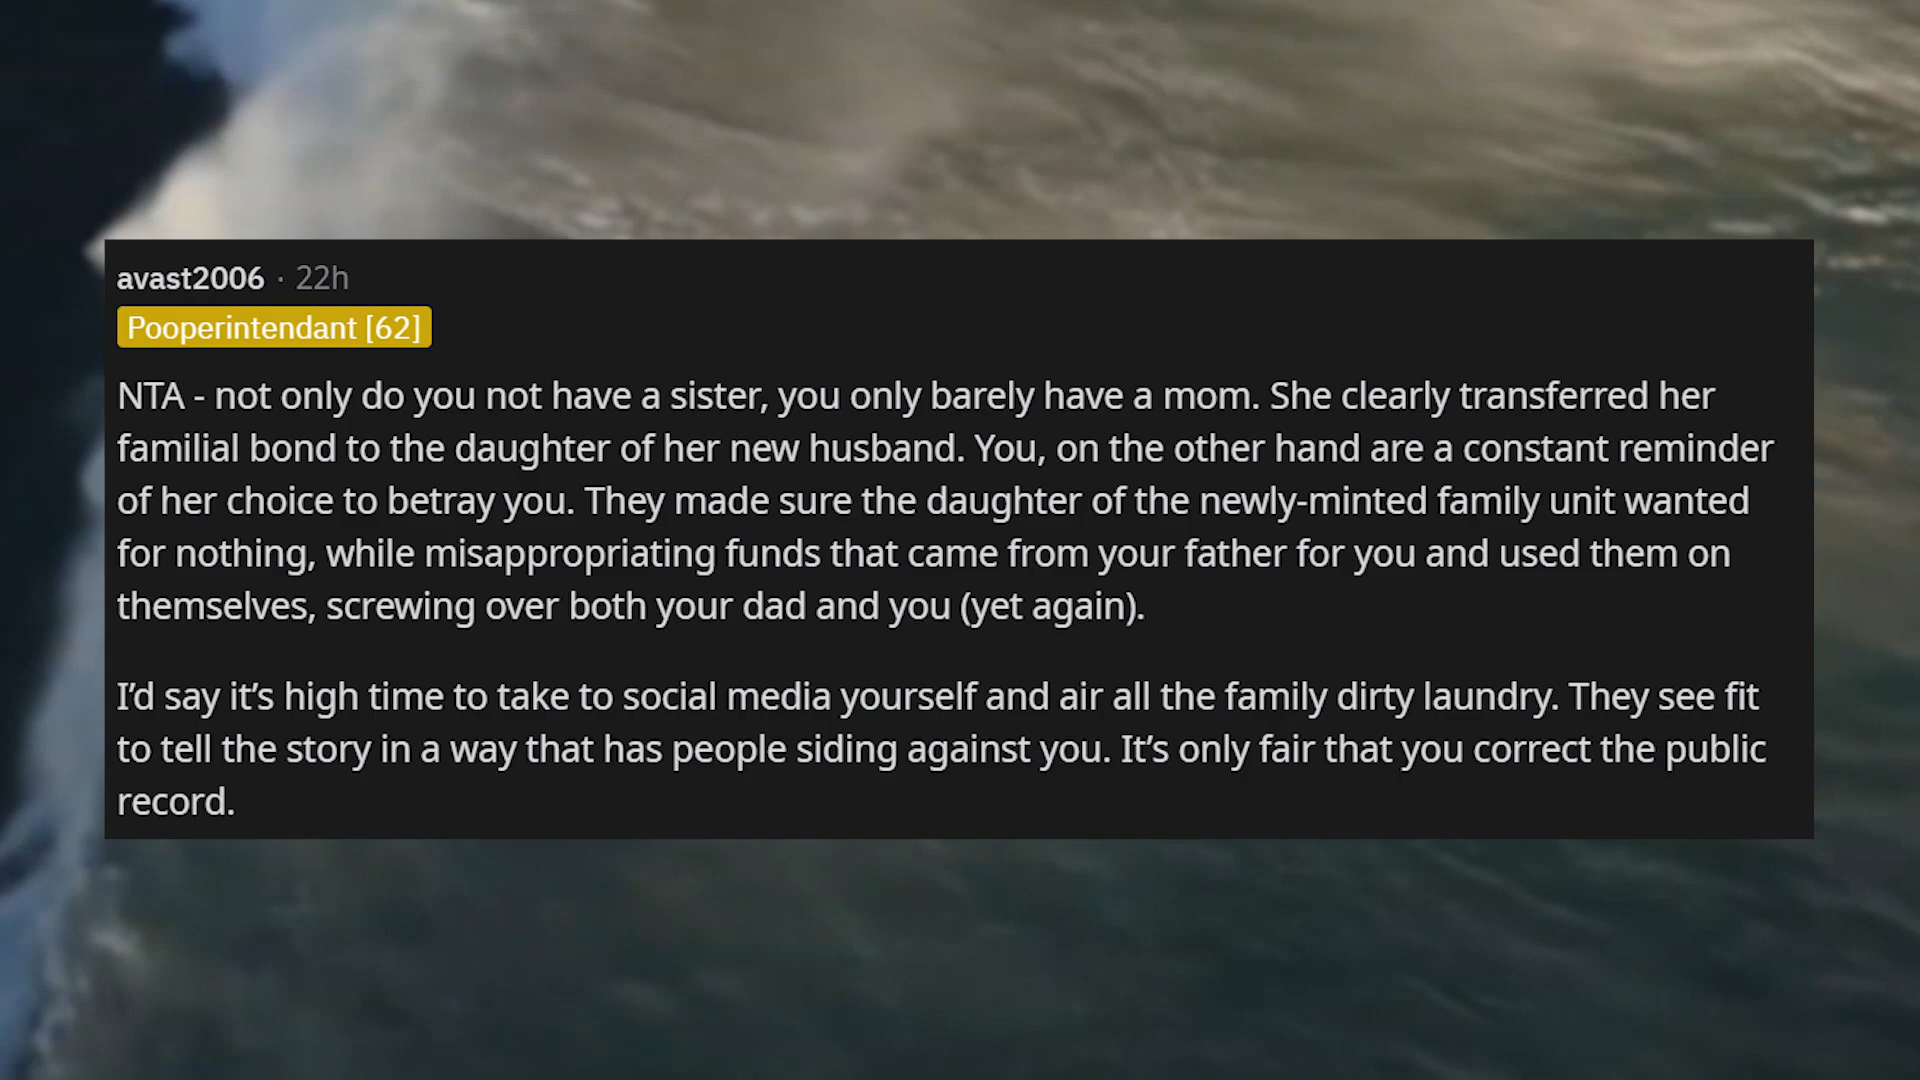 avast2006 · 22h
Pooperintendant [62]
NTA - not only do you not have a sister, you only barely have a mom. She clearly transferred her
familial bond to the daughter of her new husband. You, on the other hand are a constant reminder
of her choice to betray you. They made sure the daughter of the newly-minted family unit wanted
for nothing, while misappropriating funds that came from your father for you and used them on
themselves, screwing over both your dad and you (yet again).
I’d say it’s high time to take to social media yourself and air all the family dirty laundry. They see fit
to tell the story in a way that has people siding against you. It’s only fair that you correct the public
record.